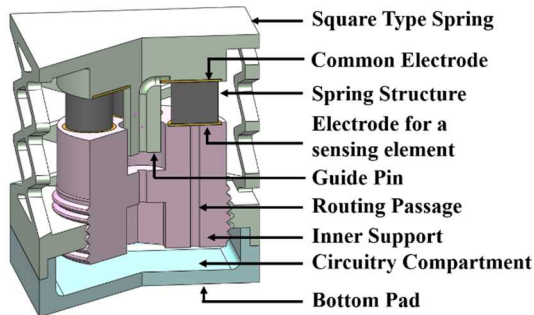 Square Type Spring
Common Electrode
Spring Structure
Electrode for a
sensing element
Guide Pin
Routing Passage
Inner Support
Circuitry Compartment
Bottom Pad